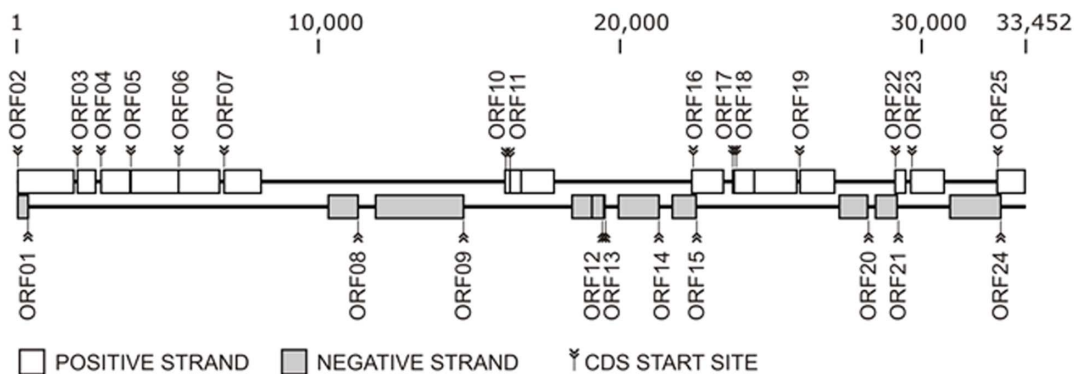 1 10,000 20,000 30,000 33,452
ORF02 ORF03 ORF04 ORF05 ORF06 ORF07 ORF10 ORF11 ORF16 ORF17 ORF18 ORF19 ORF22 ORF23 ORF25
ORF01 ORF08 ORF09 ORF12 ORF13 ORF14 ORF15 ORF20 ORF21 ORF24
POSITIVE STRAND NEGATIVE STRAND CDS START SITE